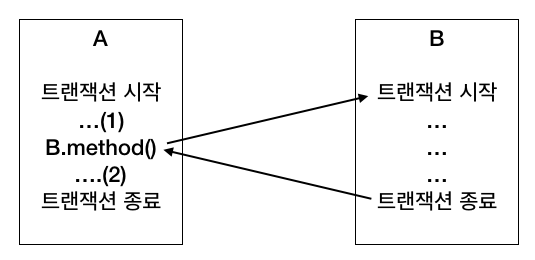 A
트랜잭션 시작
...(1)
B.method()
....(2)
트랜잭션 종료
B
트랜잭션 시작
...
...
...
트랜잭션 종료